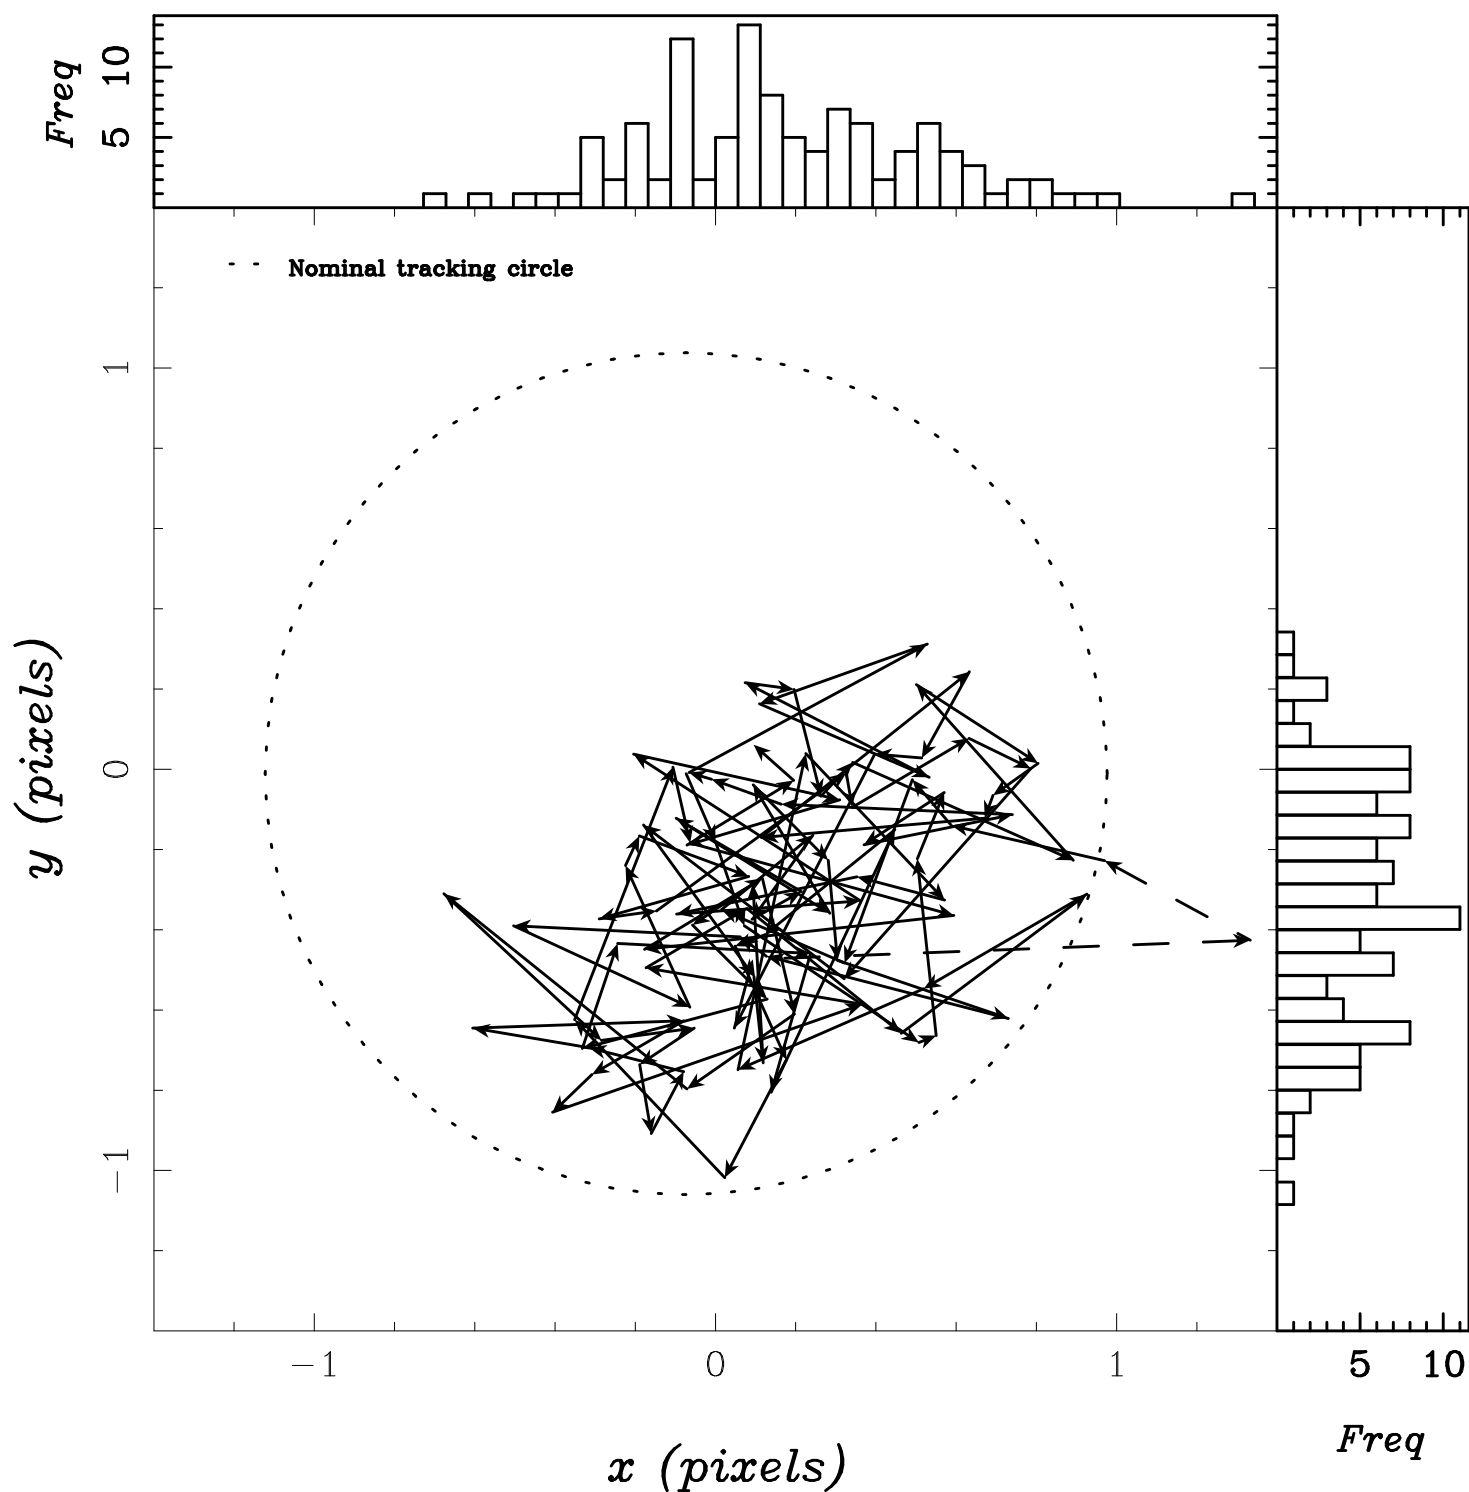 Freq
10
5
Nominal tracking circle
1
0
−1
y (pixels)
−1 0 1
5 10
x (pixels)
Freq